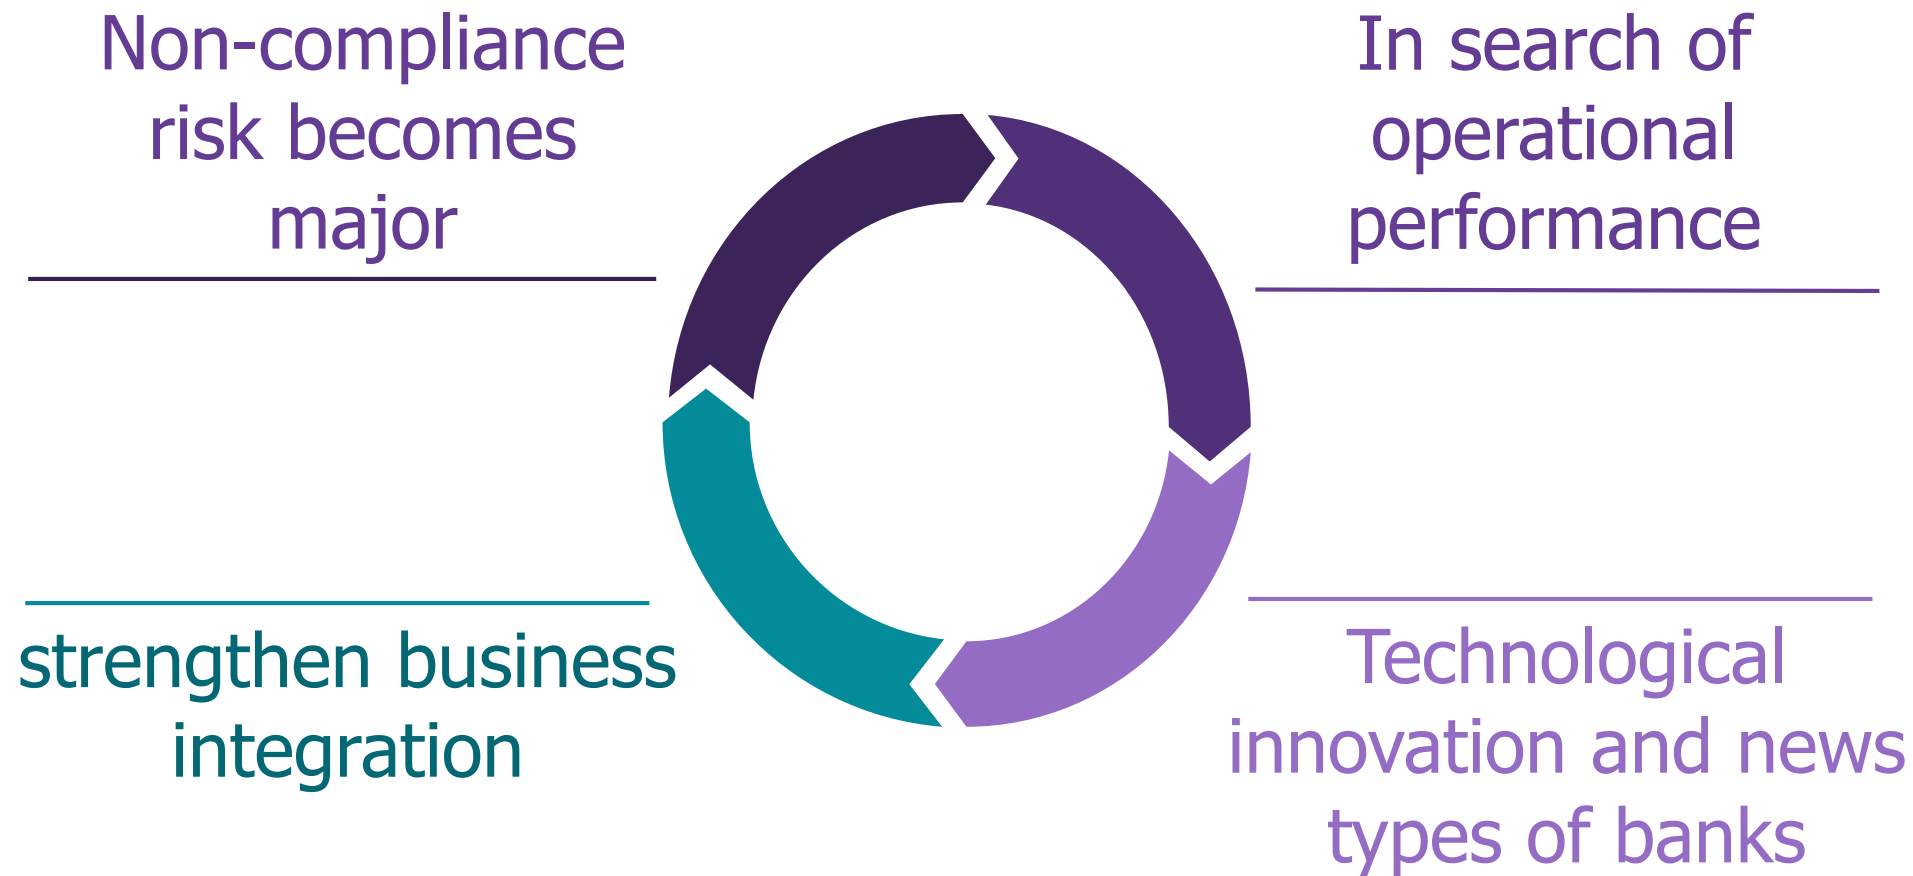 Non-compliance
risk becomes
major
In search of
operational
performance
strengthen business
integration
Technological
innovation and news
types of banks